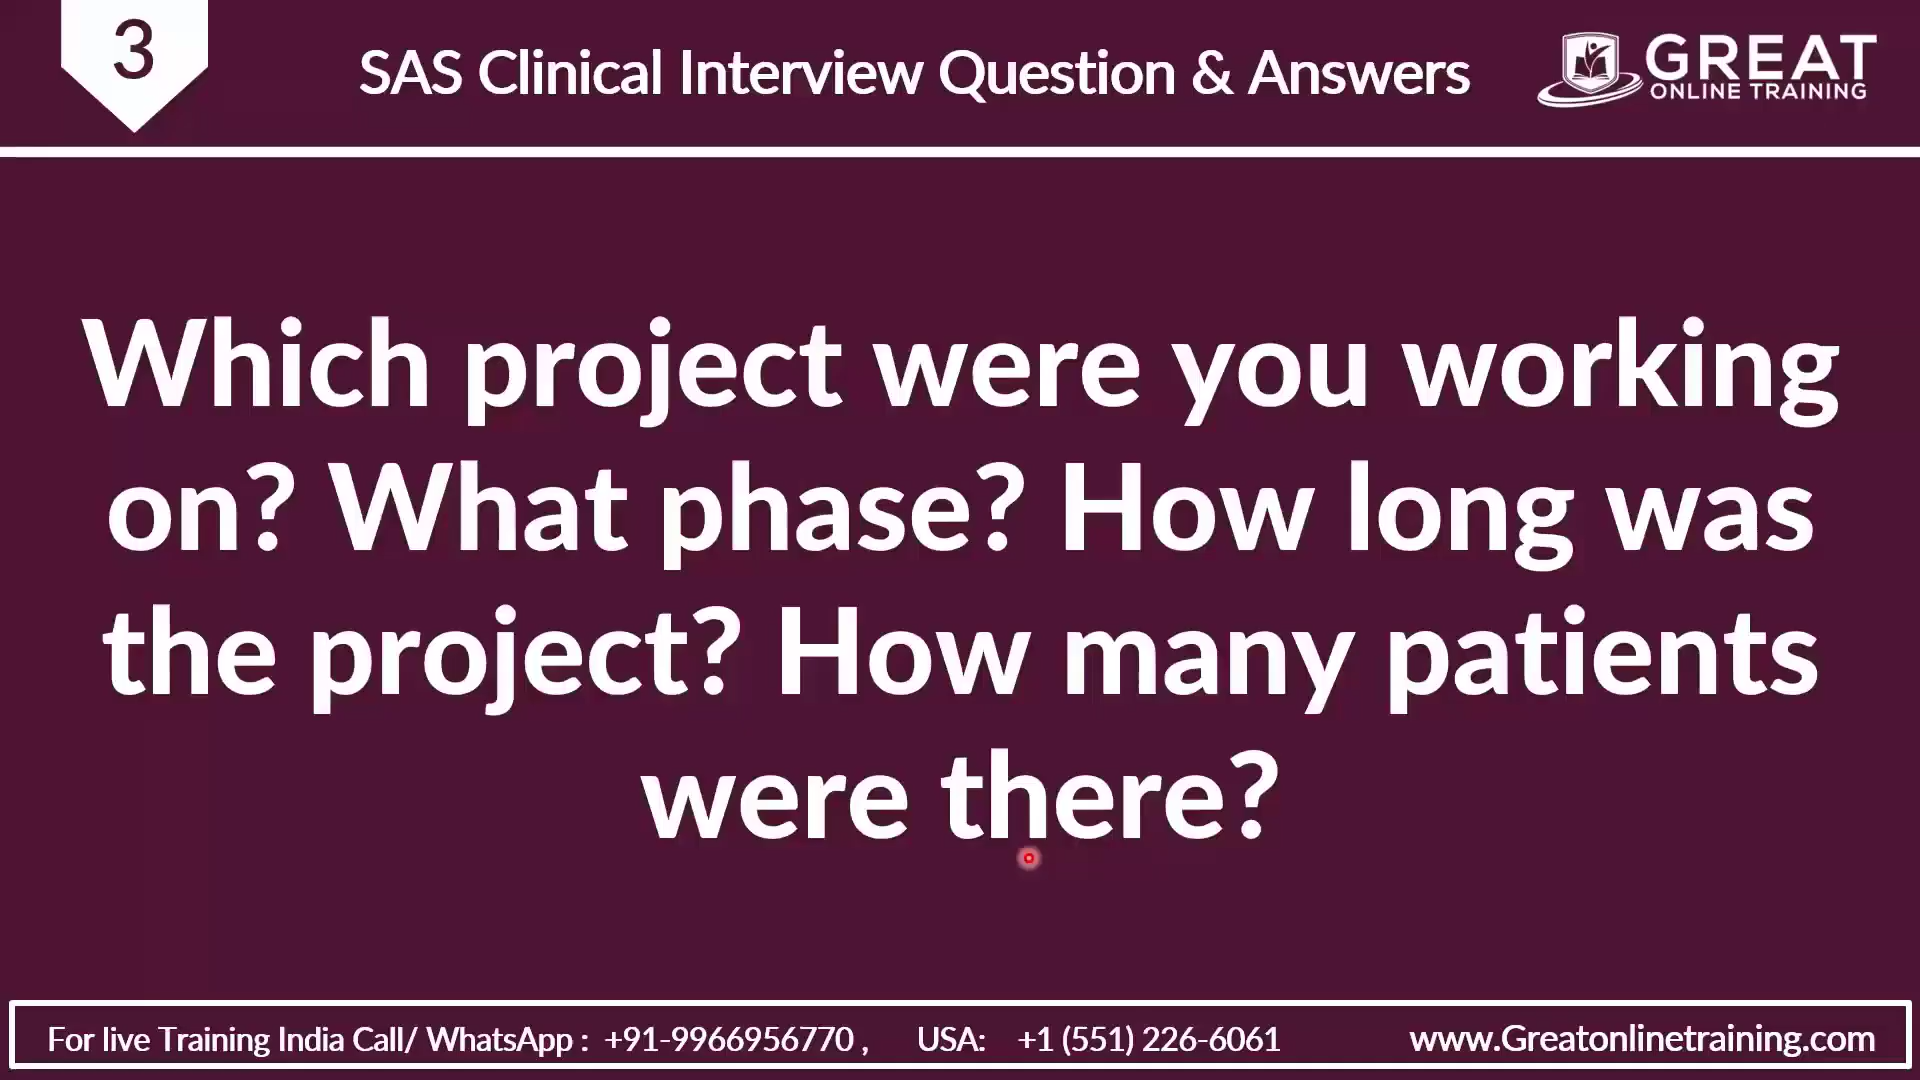 3
SAS Clinical Interview Question & Answers
GREAT
ONLINE TRAINING
Which project were you working
on? What phase? How long was
the project? How many patients
were there?
For live Training India Call/ WhatsApp : +91-9966956770 , USA: +1 (551) 226-6061 www.Greatonlinetraining.com